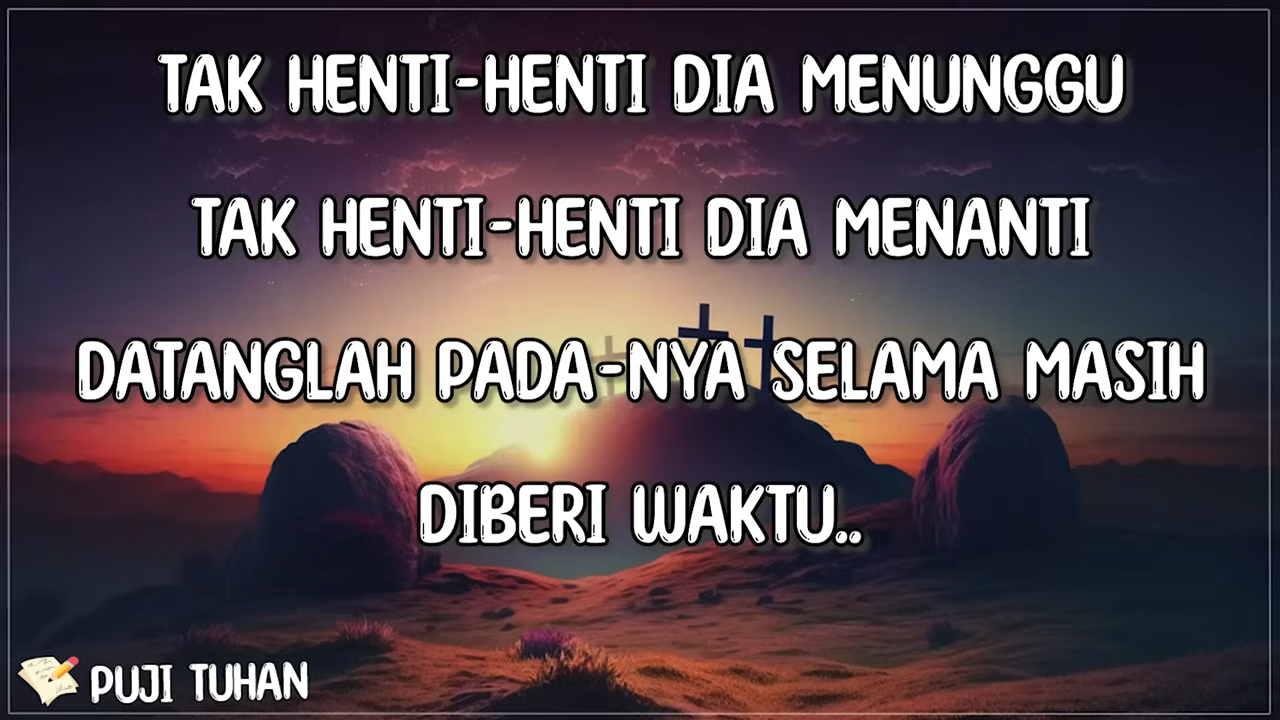 TAK HENTI-HENTI DIA MENUNGGU
TAK HENTI-HENTI DIA MENANTI
DATANGLAH PADA-NYA SELAMA MASIH
DIBERI WAKTU..
PUJI TUHAN